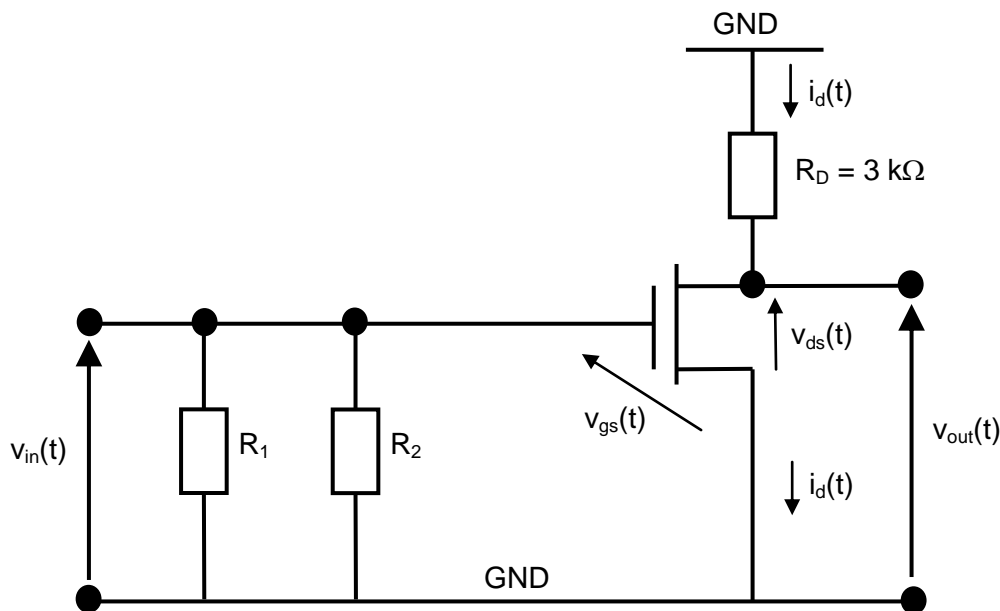 GND
i_d(t)
R_D = 3 kΩ
v_ds(t)
v_gs(t)
v_in(t)
R_1
R_2
v_out(t)
i_d(t)
GND